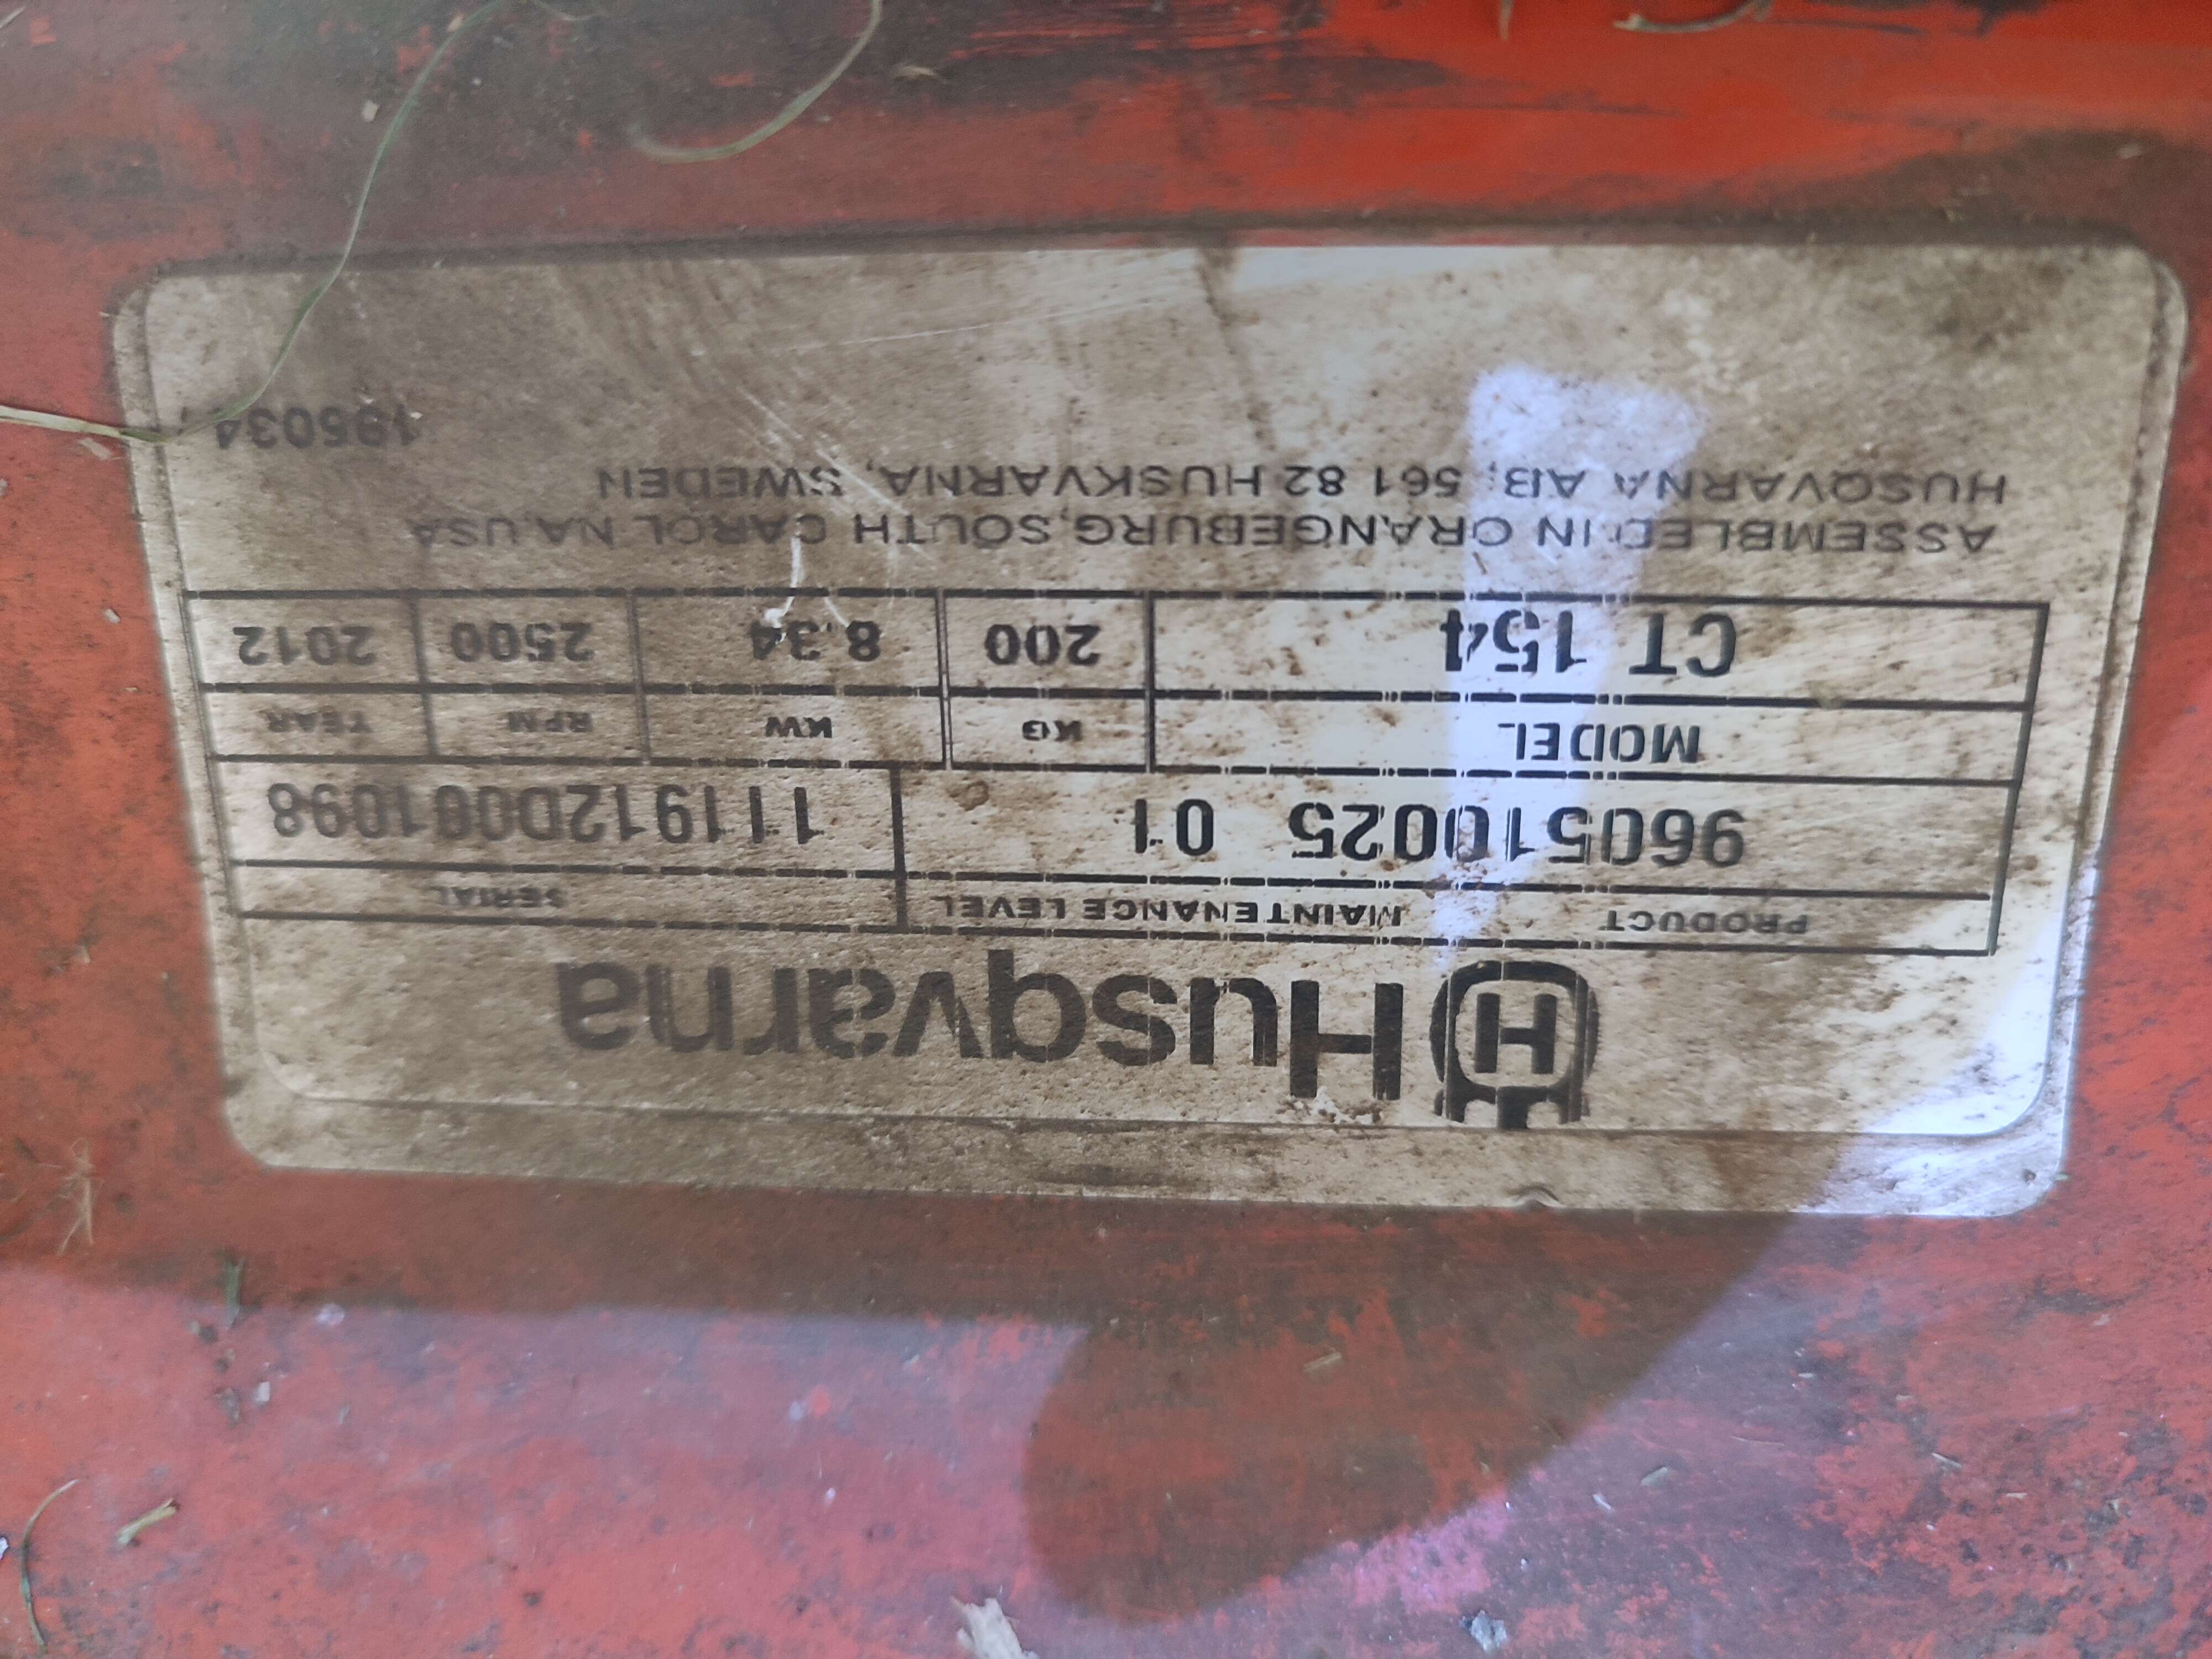 Husqvarna
PRODUCT MAINTENANCE LEVEL SERIAL
960510025 01 111912D001098
MODEL KG KW RPM YEAR
CT 154 200 8.34 2500 2012
ASSEMBLED IN ORANGEBURG, SOUTH CAROLINA, USA
HUSQVARNA AB, 561 82 HUSKVARNA, SWEDEN
195034